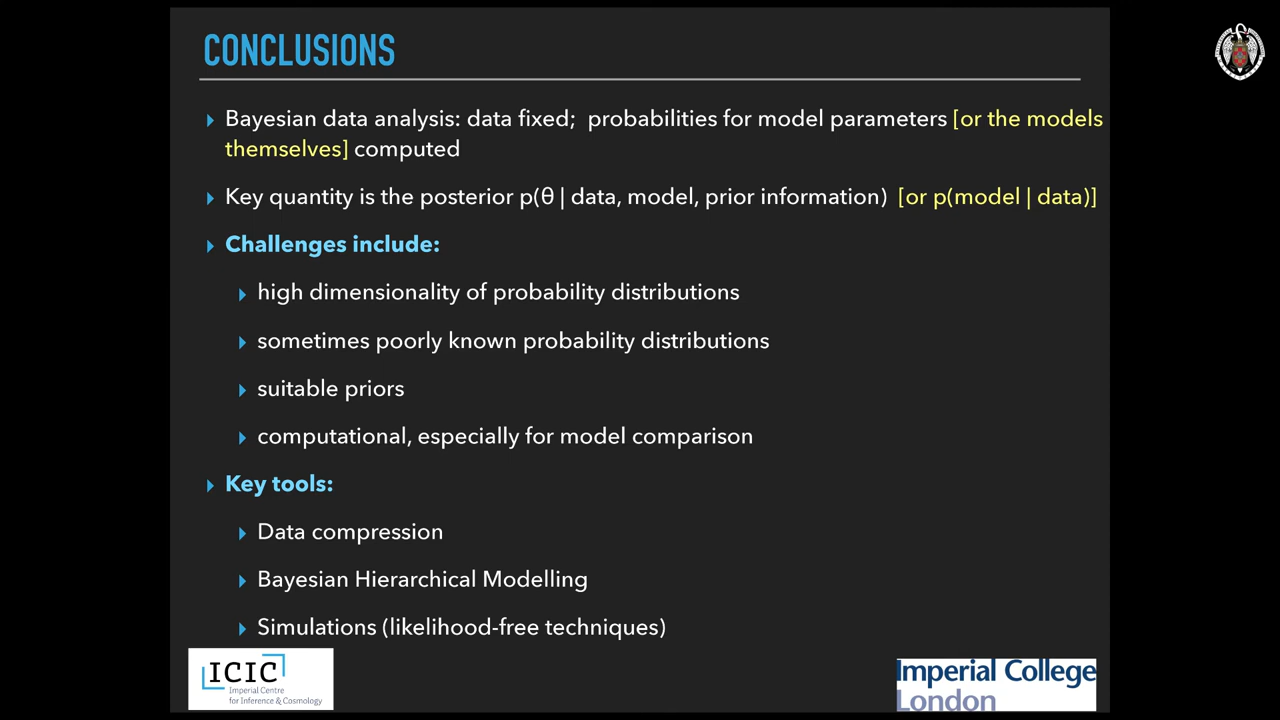 CONCLUSIONS
Bayesian data analysis: data fixed; probabilities for model parameters [or the models
themselves] computed
Key quantity is the posterior p(θ | data, model, prior information) [or p(model | data)]
Challenges include:
high dimensionality of probability distributions
sometimes poorly known probability distributions
suitable priors
computational, especially for model comparison
Key tools:
Data compression
Bayesian Hierarchical Modelling
Simulations (likelihood-free techniques)
ICIC
Imperial Centre
for Inference & Cosmology
Imperial College
London